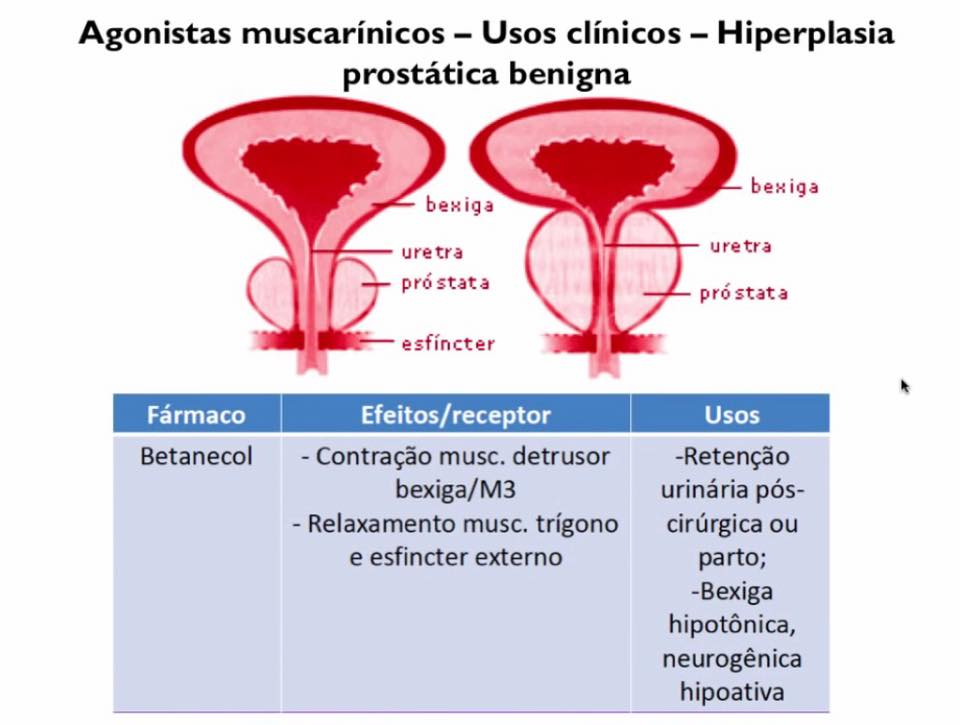 Agonistas muscarínicos – Usos clínicos – Hiperplasia
prostática benigna
bexiga
uretra
próstata
esfíncter
bexiga
uretra
próstata
Fármaco
Efeitos/receptor
Usos
Betanecol
- Contração musc. detrusor
bexiga/M3
- Relaxamento musc. trígono
e esfincter externo
-Retenção
urinária pós-
cirúrgica ou
parto;
-Bexiga
hipotônica,
neurogênica
hipoativa